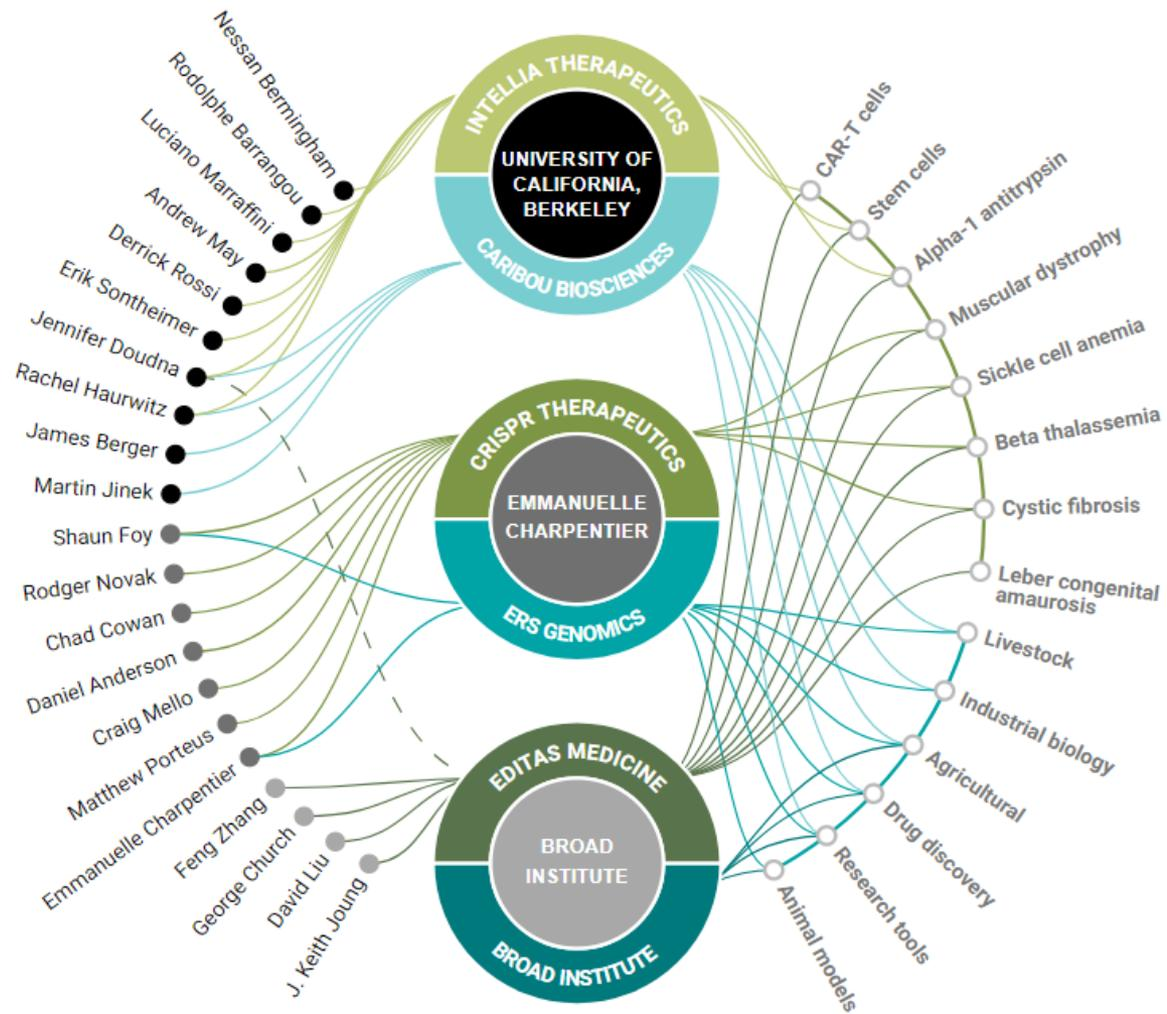 Nessan Bermingham
Rodolphe Barrangou
Luciano Marraffini
Andrew May
Derrick Rossi
Erik Sontheimer
Jennifer Doudna
Rachel Haurwitz
James Berger
Martin Jinek
Shaun Foy
Rodger Novak
Chad Cowan
Daniel Anderson
Craig Mello
Matthew Porteus
Emmanuelle Charpentier
Feng Zhang
George Church
David Liu
J. Keith Joung
INTELLIA THERAPEUTICS
UNIVERSITY OF
CALIFORNIA,
BERKELEY
CARIBOU BIOSCIENCES
CRISPR THERAPEUTICS
EMMANUELLE
CHARPENTIER
ERS GENOMICS
EDITAS MEDICINE
BROAD
INSTITUTE
BROAD INSTITUTE
CAR-T cells
Stem cells
Alpha-1 antitrypsin
Muscular dystrophy
Sickle cell anemia
Beta thalassemia
Cystic fibrosis
Leber congenital
amaurosis
Livestock
Industrial biology
Agricultural
Drug discovery
Research tools
Animal models